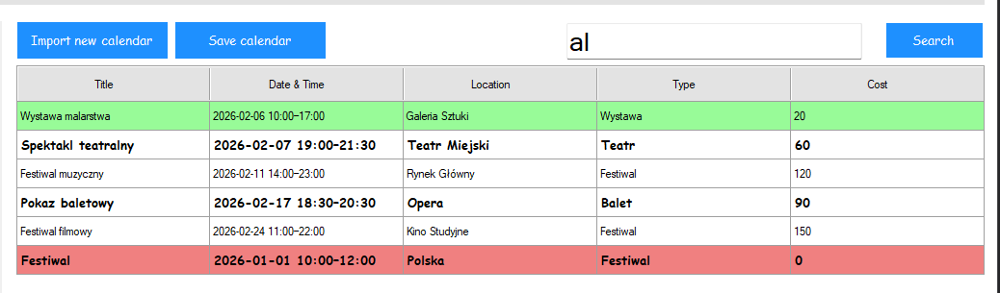 Import new calendar Save calendar al Search
Title Date & Time Location Type Cost
Wystawa malarstwa 2026-02-06 10:00-17:00 Galeria Sztuki Wystawa 20
Spektakl teatralny 2026-02-07 19:00-21:30 Teatr Miejski Teatr 60
Festiwal muzyczny 2026-02-11 14:00-23:00 Rynek Główny Festiwal 120
Pokaz baletowy 2026-02-17 18:30-20:30 Opera Balet 90
Festiwal filmowy 2026-02-24 11:00-22:00 Kino Studyjne Festiwal 150
Festiwal 2026-01-01 10:00-12:00 Polska Festiwal 0